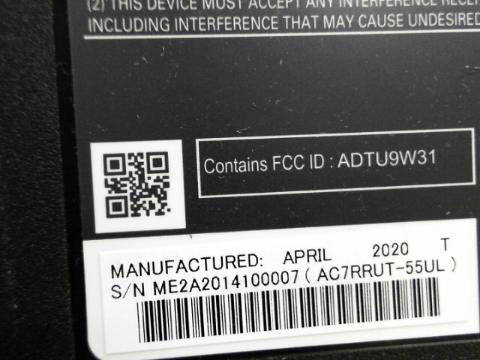 (2) THIS DEVICE MUST ACCEPT ANY INTERFERENCE
INCLUDING INTERFERENCE THAT MAY CAUSE UNDESIRED
Contains FCC ID : ADTU9W31
MANUFACTURED: APRIL 2020 T
S/N ME2A2014100007 ( AC7RRUT-55UL )